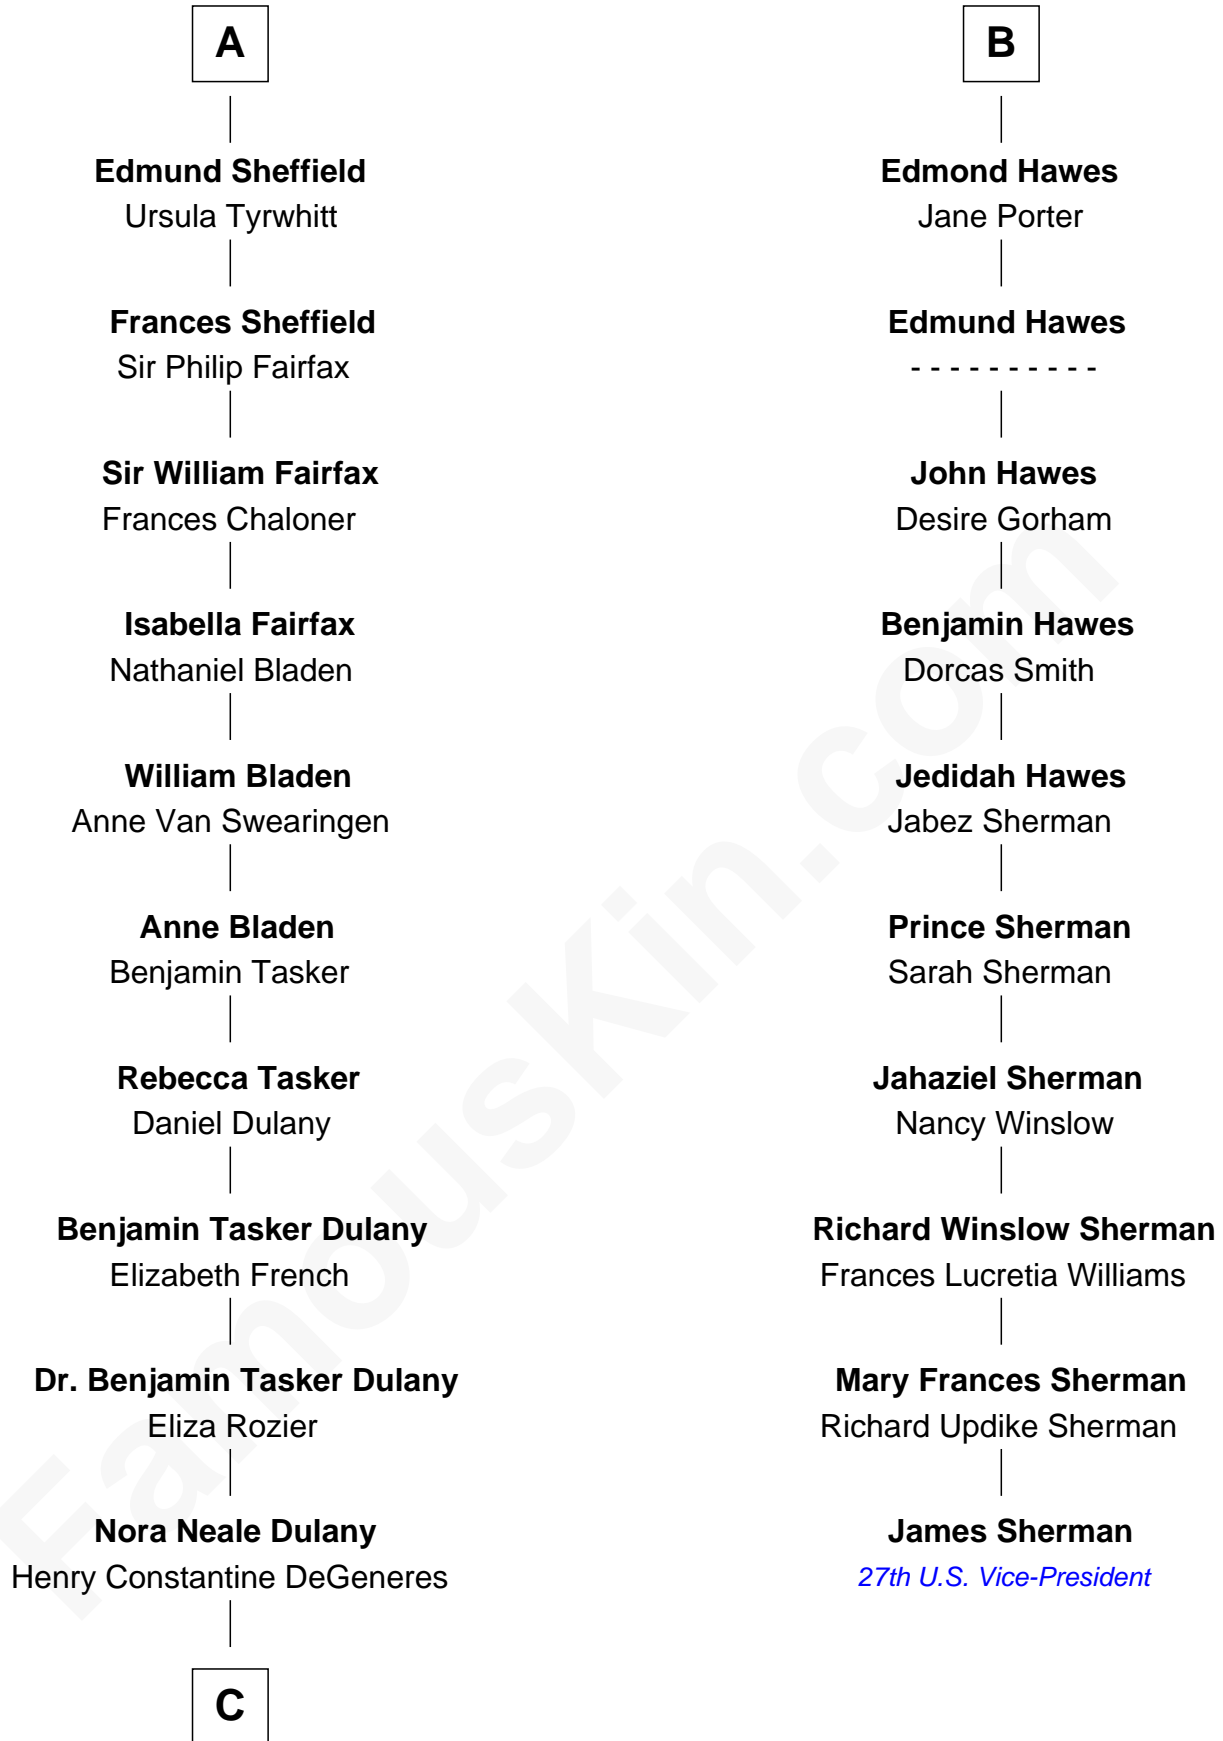 A
Edmund Sheffield
Ursula Tyrwhitt
Frances Sheffield
Sir Philip Fairfax
Sir William Fairfax
Frances Chaloner
Isabella Fairfax
Nathaniel Bladen
William Bladen
Anne Van Swearingen
Anne Bladen
Benjamin Tasker
Rebecca Tasker
Daniel Dulany
Benjamin Tasker Dulany
Elizabeth French
Dr. Benjamin Tasker Dulany
Eliza Rozier
Nora Neale Dulany
Henry Constantine DeGeneres
C
B
Edmond Hawes
Jane Porter
Edmund Hawes
- - - - - - - - - -
John Hawes
Desire Gorham
Benjamin Hawes
Dorcas Smith
Jedidah Hawes
Jabez Sherman
Prince Sherman
Sarah Sherman
Jahaziel Sherman
Nancy Winslow
Richard Winslow Sherman
Frances Lucretia Williams
Mary Frances Sherman
Richard Updike Sherman
James Sherman
27th U.S. Vice-President
FamousKin.com